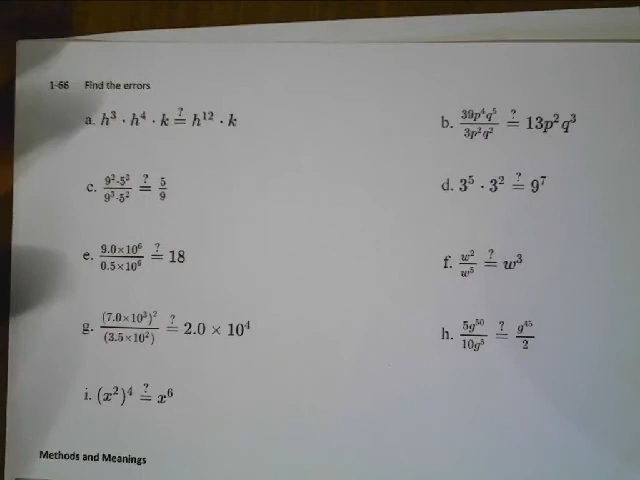 1-66 Find the errors
a. h³ · h⁴ · k ≟ h¹² · k
b. 39p⁴q⁵ / 3p²q² ≟ 13p²q³
c. 9²·5³ / 9³·5² ≟ 5/9
d. 3⁵ · 3² ≟ 9⁷
e. 9.0×10⁶ / 0.5×10⁶ ≟ 18
f. w² / w⁵ ≟ w³
g. (7.0×10³)² / (3.5×10²) ≟ 2.0 × 10⁴
h. 5g⁵⁰ / 10g⁵ ≟ g⁴⁵ / 2
i. (x²)⁴ ≟ x⁶
Methods and Meanings